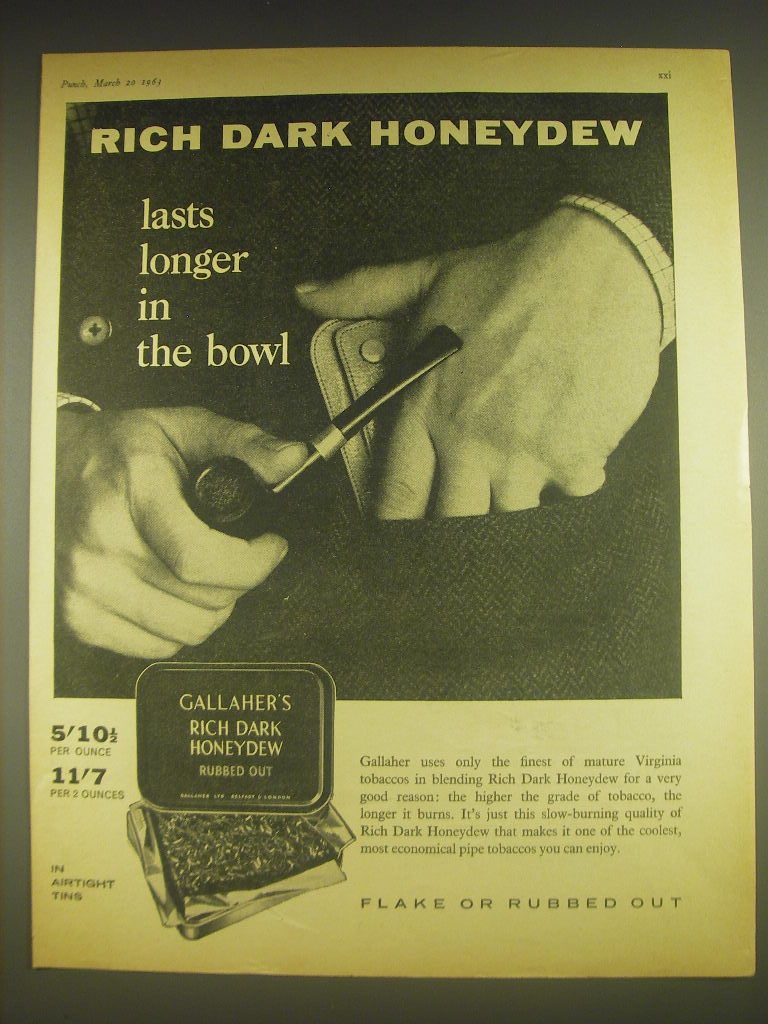 Punch, March 20 1963
xxi
RICH DARK HONEYDEW
lasts
longer
in
the bowl
GALLAHER'S
RICH DARK
HONEYDEW
RUBBED OUT
GALLAHER LTD BELFAST & LONDON
5/10½
PER OUNCE
11/7
PER 2 OUNCES
IN
AIRTIGHT
TINS
Gallaher uses only the finest of mature Virginia
tobaccos in blending Rich Dark Honeydew for a very
good reason: the higher the grade of tobacco, the
longer it burns. It's just this slow-burning quality of
Rich Dark Honeydew that makes it one of the coolest,
most economical pipe tobaccos you can enjoy.
FLAKE OR RUBBED OUT